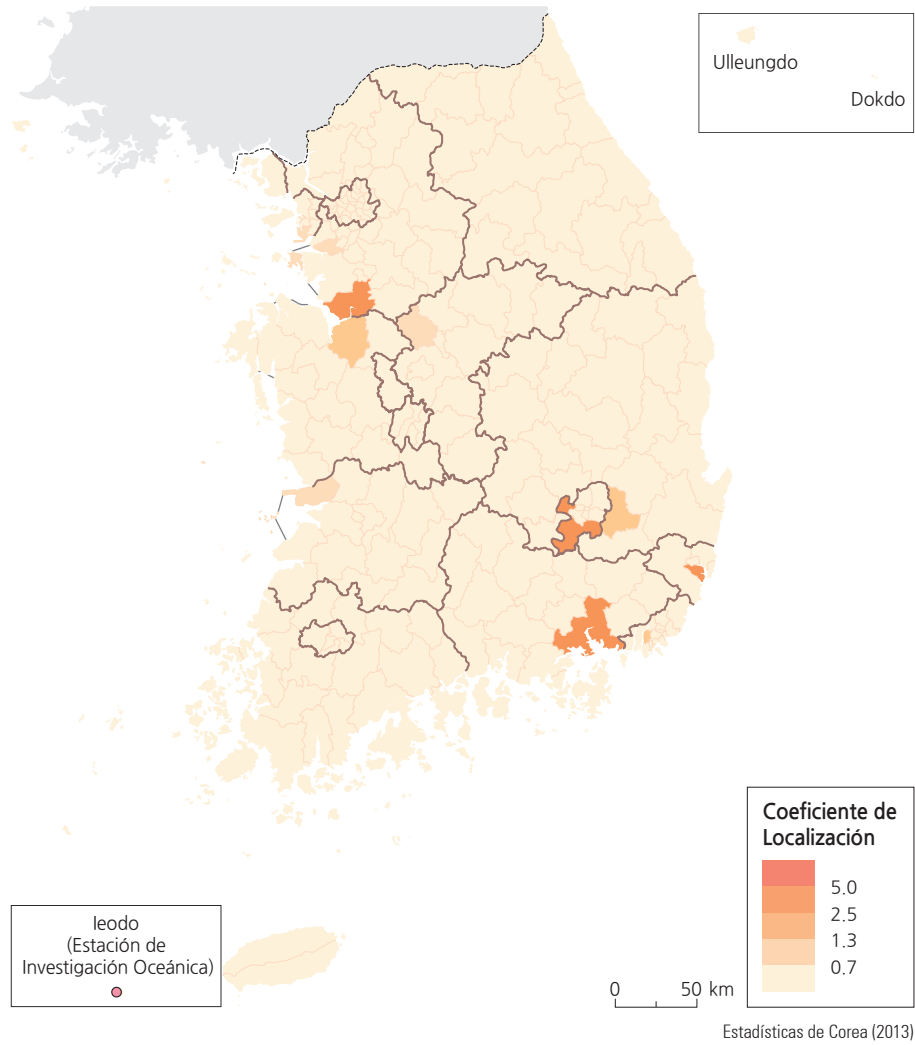 Ulleungdo
Dokdo
Coeficiente de
Localización
5.0
2.5
1.3
0.7
Ieodo
(Estación de
Investigación Oceánica)
0 50 km
Estadísticas de Corea (2013)